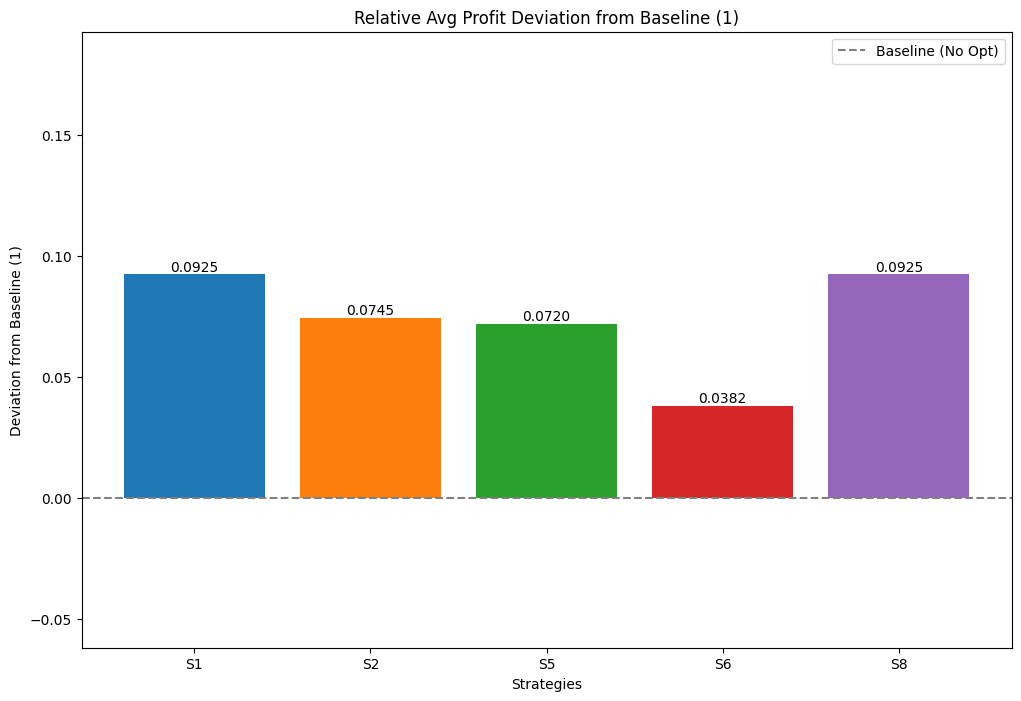 Relative Avg Profit Deviation from Baseline (1)
Baseline (No Opt)
Deviation from Baseline (1)
0.15
0.10
0.05
0.00
−0.05
0.0925
0.0745
0.0720
0.0382
0.0925
S1 S2 S5 S6 S8
Strategies